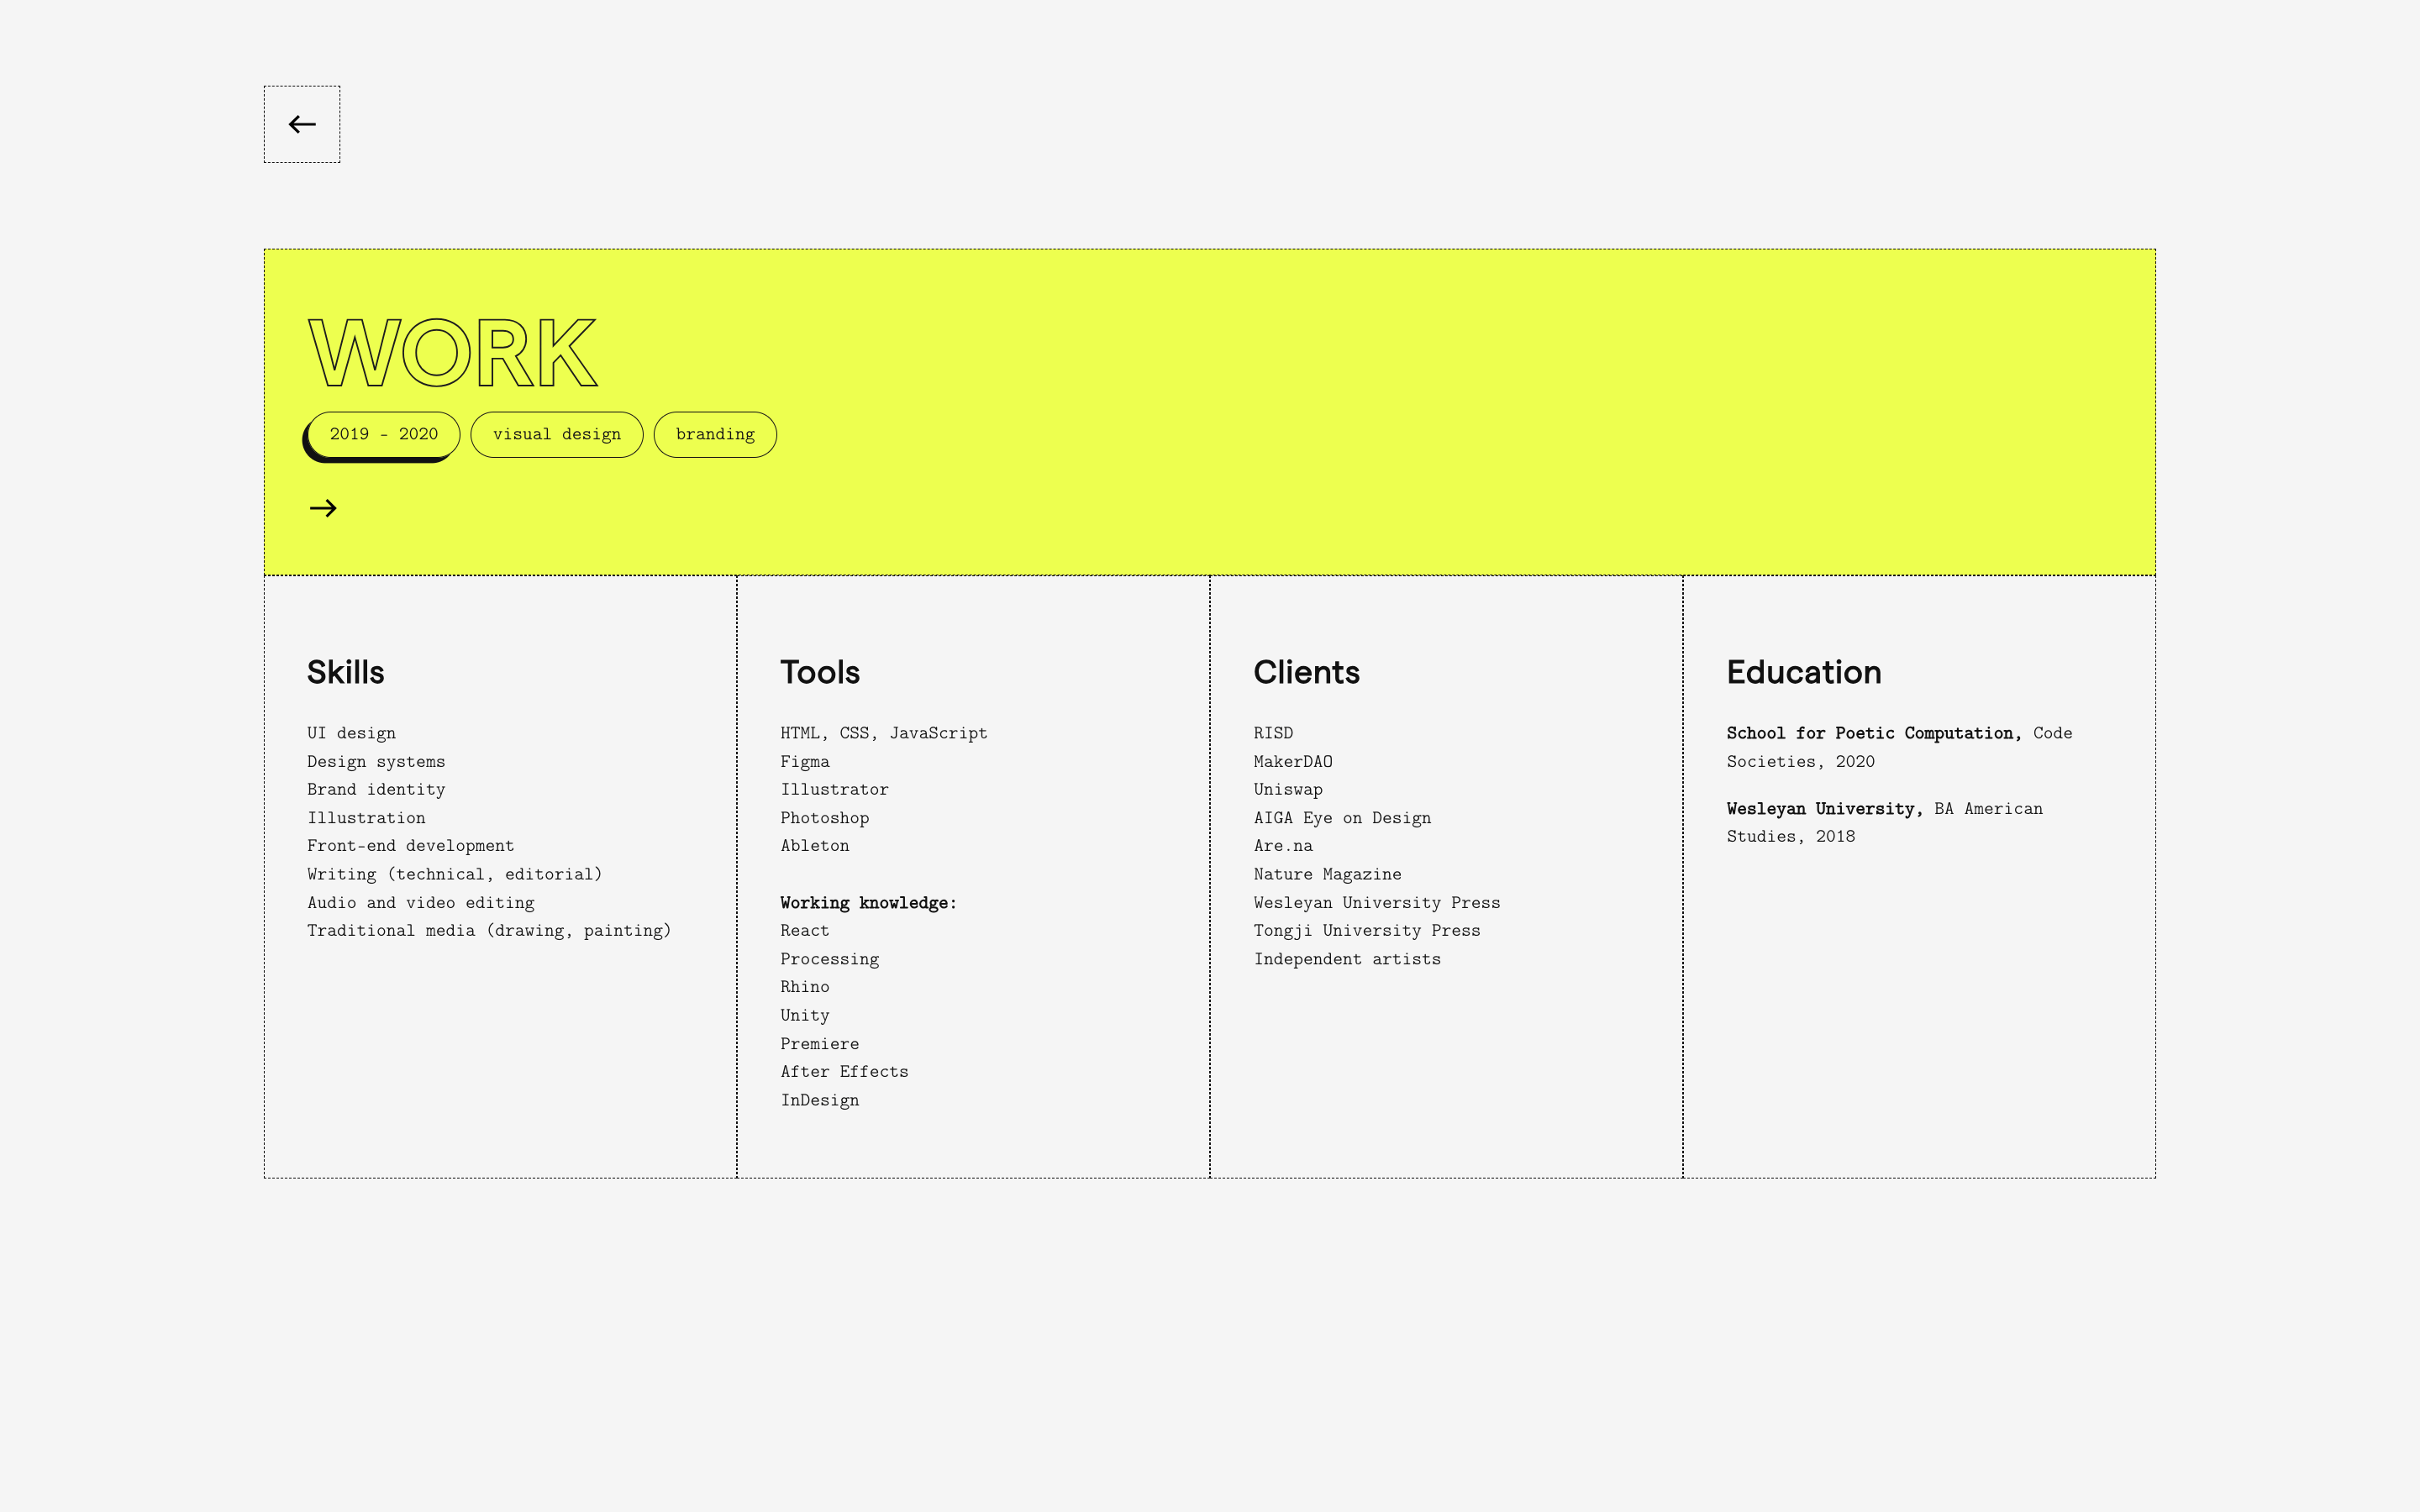 WORK
2019 - 2020
visual design
branding
Skills
UI design
Design systems
Brand identity
Illustration
Front-end development
Writing (technical, editorial)
Audio and video editing
Traditional media (drawing, painting)
Tools
HTML, CSS, JavaScript
Figma
Illustrator
Photoshop
Ableton
Working knowledge:
React
Processing
Rhino
Unity
Premiere
After Effects
InDesign
Clients
RISD
MakerDAO
Uniswap
AIGA Eye on Design
Are.na
Nature Magazine
Wesleyan University Press
Tongji University Press
Independent artists
Education
School for Poetic Computation, Code
Societies, 2020
Wesleyan University, BA American
Studies, 2018